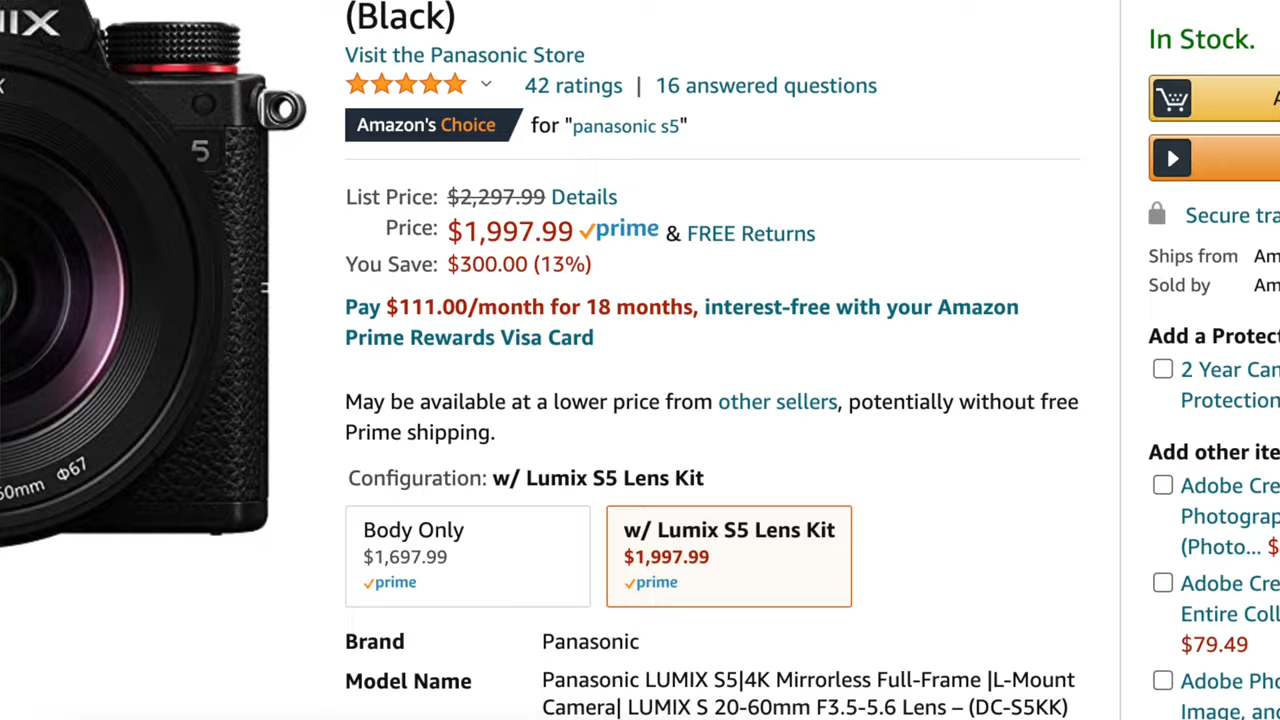 (Black)
Visit the Panasonic Store
42 ratings | 16 answered questions
Amazon's Choice for "panasonic s5"
List Price: $2,297.99 Details
Price: $1,997.99 prime & FREE Returns
You Save: $300.00 (13%)
Pay $111.00/month for 18 months, interest-free with your Amazon
Prime Rewards Visa Card
May be available at a lower price from other sellers, potentially without free
Prime shipping.
Configuration: w/ Lumix S5 Lens Kit
Body Only
$1,697.99
prime
w/ Lumix S5 Lens Kit
$1,997.99
prime
Brand Panasonic
Model Name Panasonic LUMIX S5|4K Mirrorless Full-Frame |L-Mount
Camera| LUMIX S 20-60mm F3.5-5.6 Lens – (DC-S5KK)
In Stock.
Secure tra
Ships from Am
Sold by Am
Add a Protect
2 Year Can
Protection
Add other ite
Adobe Cre
Photograp
(Photo... $
Adobe Cre
Entire Coll
$79.49
Adobe Pho
Image, and
5
60mm Φ67